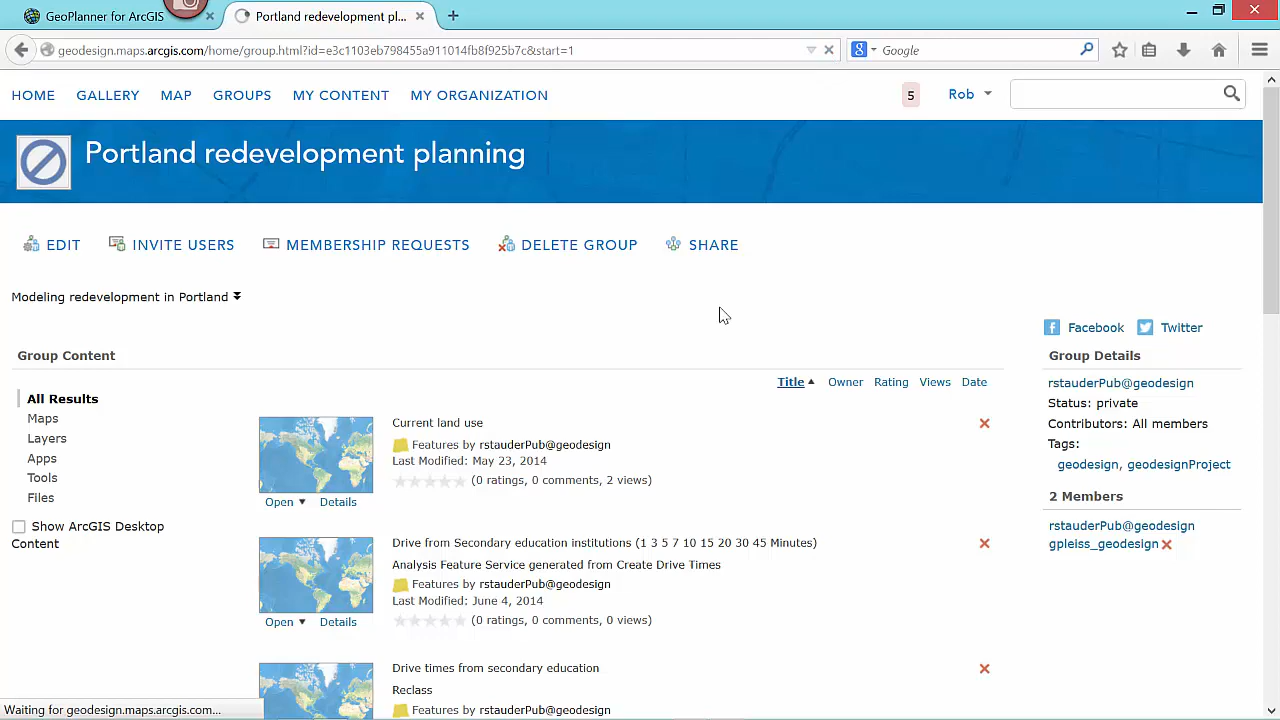 GeoPlanner for ArcGIS
Portland redevelopment pl...
geodesign.maps.arcgis.com/home/group.html?id=e3c1103eb798455a911014fb8f925b7c&start=1
Google
HOME GALLERY MAP GROUPS MY CONTENT MY ORGANIZATION
5
Rob
Portland redevelopment planning
EDIT INVITE USERS MEMBERSHIP REQUESTS DELETE GROUP SHARE
Modeling redevelopment in Portland
Facebook Twitter
Group Content
Group Details
Title Owner Rating Views Date
rstauderPub@geodesign
Status: private
Contributors: All members
Tags:
geodesign, geodesignProject
2 Members
rstauderPub@geodesign
gpleiss_geodesign
All Results
Maps
Layers
Apps
Tools
Files
Show ArcGIS Desktop
Content
Current land use
Features by rstauderPub@geodesign
Last Modified: May 23, 2014
(0 ratings, 0 comments, 2 views)
Open Details
Drive from Secondary education institutions (1 3 5 7 10 15 20 30 45 Minutes)
Analysis Feature Service generated from Create Drive Times
Features by rstauderPub@geodesign
Last Modified: June 4, 2014
(0 ratings, 0 comments, 0 views)
Open Details
Drive times from secondary education
Reclass
Features by rstauderPub@geodesign
Waiting for geodesign.maps.arcgis.com...